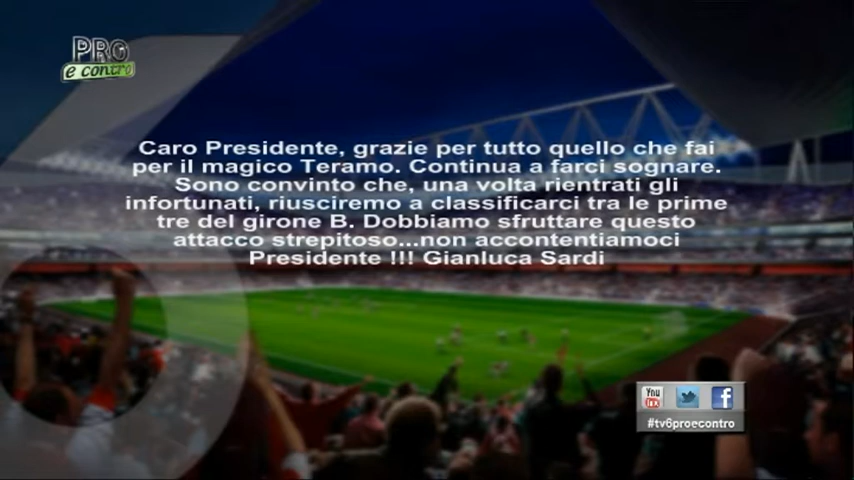 PRO
e contro
Caro Presidente, grazie per tutto quello che fai
per il magico Teramo. Continua a farci sognare.
Sono convinto che, una volta rientrati gli
infortunati, riusciremo a classificarci tra le prime
tre del girone B. Dobbiamo sfruttare questo
attacco strepitoso...non accontentiamoci
Presidente !!! Gianluca Sardi
You
f
#tv6proecontro